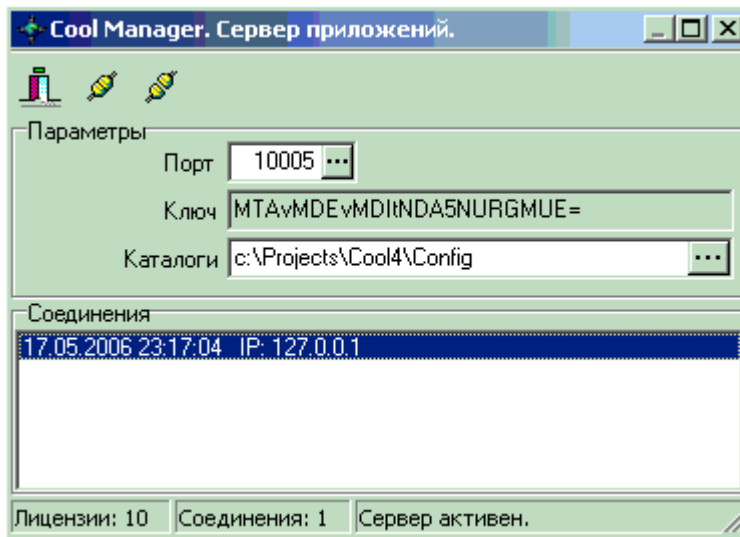 Cool Manager. Сервер приложений.
Параметры
Порт 10005 ...
Ключ MTAvMDEvMDItNDA5NURGMUE=
Каталоги c:\Projects\Cool4\Config ...
Соединения
17.05.2006 23:17:04 IP: 127.0.0.1
Лицензии: 10 Соединения: 1 Сервер активен.